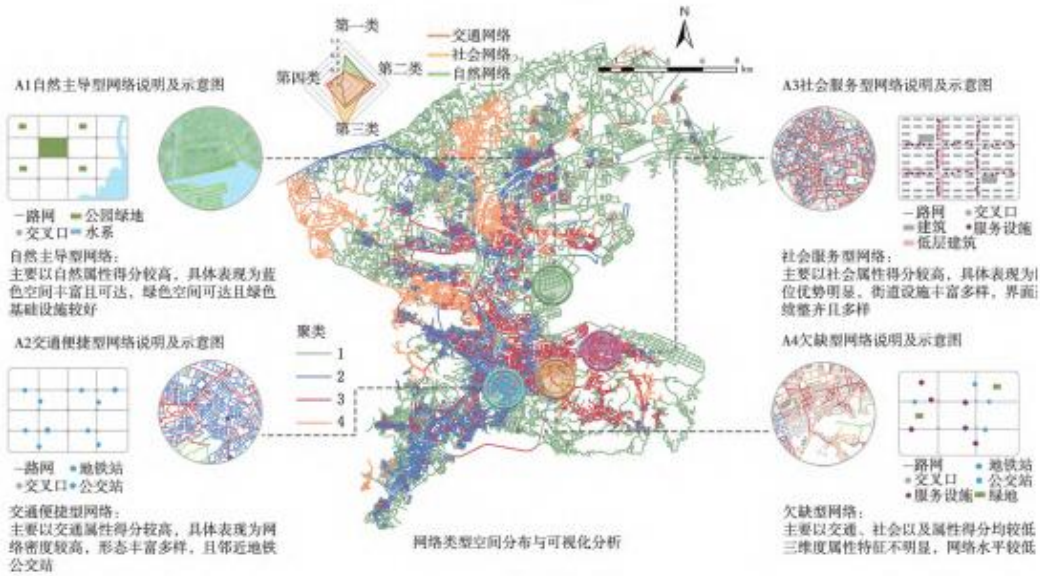 第一类
第二类
第三类
第四类
交通网络
社会网络
自然网络
N
km
A1自然主导型网络说明及示意图
路网
公园绿地
交叉口
水系
自然主导型网络：
主要以自然属性得分较高，具体表现为蓝
色空间丰富且可达，绿色空间可达且绿色
基础设施较好
A2交通便捷型网络说明及示意图
路网
地铁站
交叉口
公交站
交通便捷型网络：
主要以交通属性得分较高，具体表现为网
络密度较高，形态丰富多样，且邻近地铁
公交站
聚类
1
2
3
4
A3社会服务型网络说明及示意图
路网
交叉口
建筑
服务设施
低层建筑
社会服务型网络：
主要以社会属性得分较高，具体表现为
位优势明显，街道设施丰富多样，界面
续整齐且多样
A4欠缺型网络说明及示意图
路网
地铁站
交叉口
公交站
服务设施
绿地
欠缺型网络：
主要以交通、社会以及属性得分均较低
三维度属性特征不明显，网络水平较低
网络类型空间分布与可视化分析